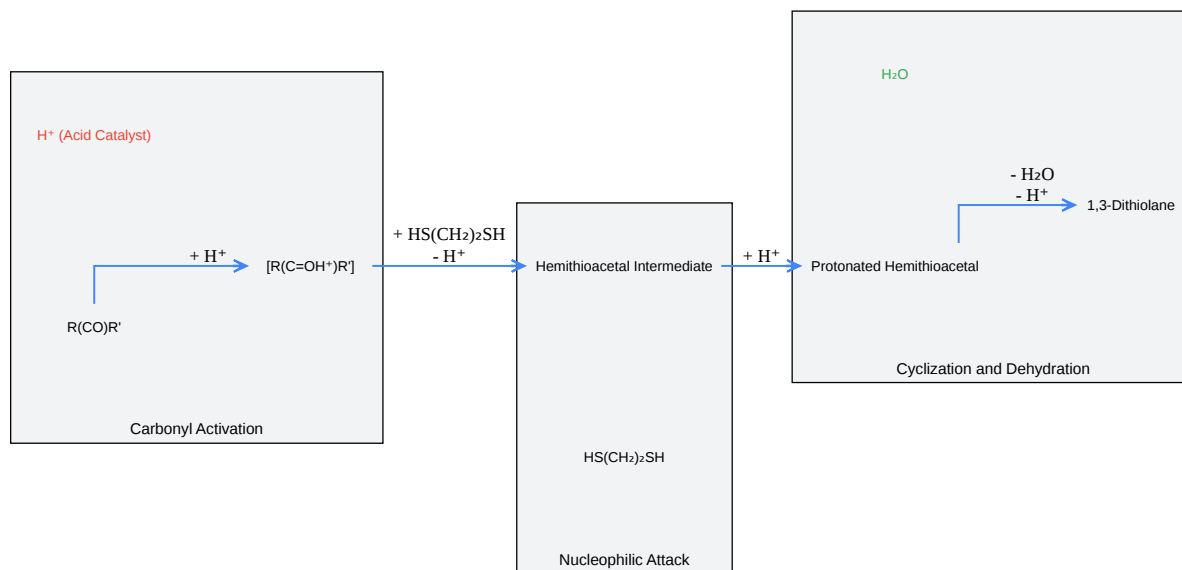 H⁺ (Acid Catalyst)
+ H⁺
[R(C=OH⁺)R']
R(CO)R'
Carbonyl Activation
+ HS(CH₂)₂SH
- H⁺
Hemithioacetal Intermediate
HS(CH₂)₂SH
Nucleophilic Attack
+ H⁺
H₂O
- H₂O
- H⁺
1,3-Dithiolane
Protonated Hemithioacetal
Cyclization and Dehydration